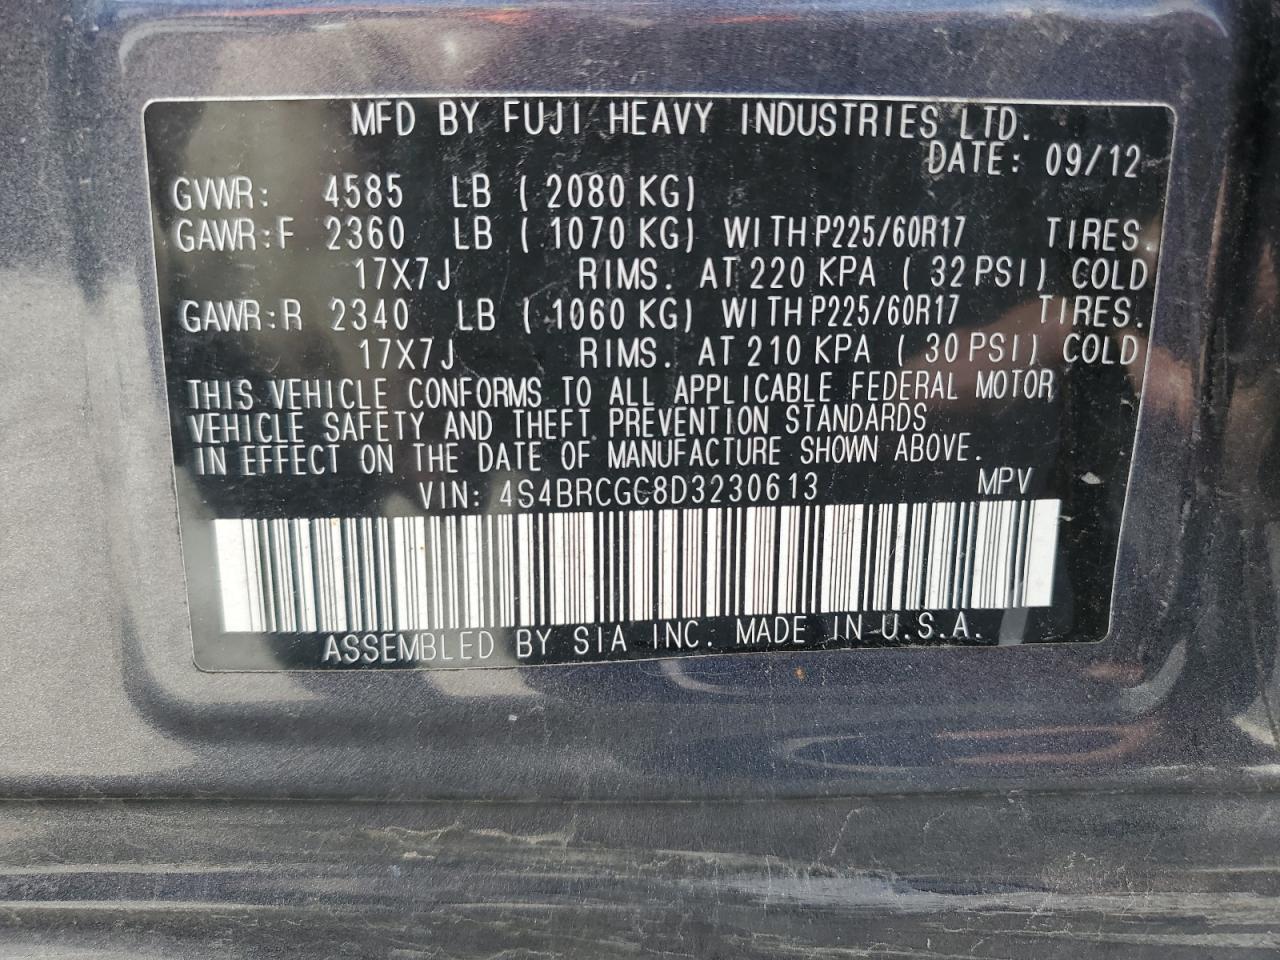 MFD BY FUJI HEAVY INDUSTRIES LTD.
DATE: 09/12
GVWR: 4585 LB ( 2080 KG)
GAWR:F 2360 LB ( 1070 KG) WITH P225/60R17 TIRES.
17X7J RIMS. AT 220 KPA ( 32 PSI) COLD
GAWR:R 2340 LB ( 1060 KG) WITH P225/60R17 TIRES.
17X7J RIMS. AT 210 KPA ( 30 PSI) COLD
THIS VEHICLE CONFORMS TO ALL APPLICABLE FEDERAL MOTOR
VEHICLE SAFETY AND THEFT PREVENTION STANDARDS
IN EFFECT ON THE DATE OF MANUFACTURE SHOWN ABOVE.
VIN: 4S4BRCGC8D3230613 MPV
ASSEMBLED BY SIA INC. MADE IN U.S.A.